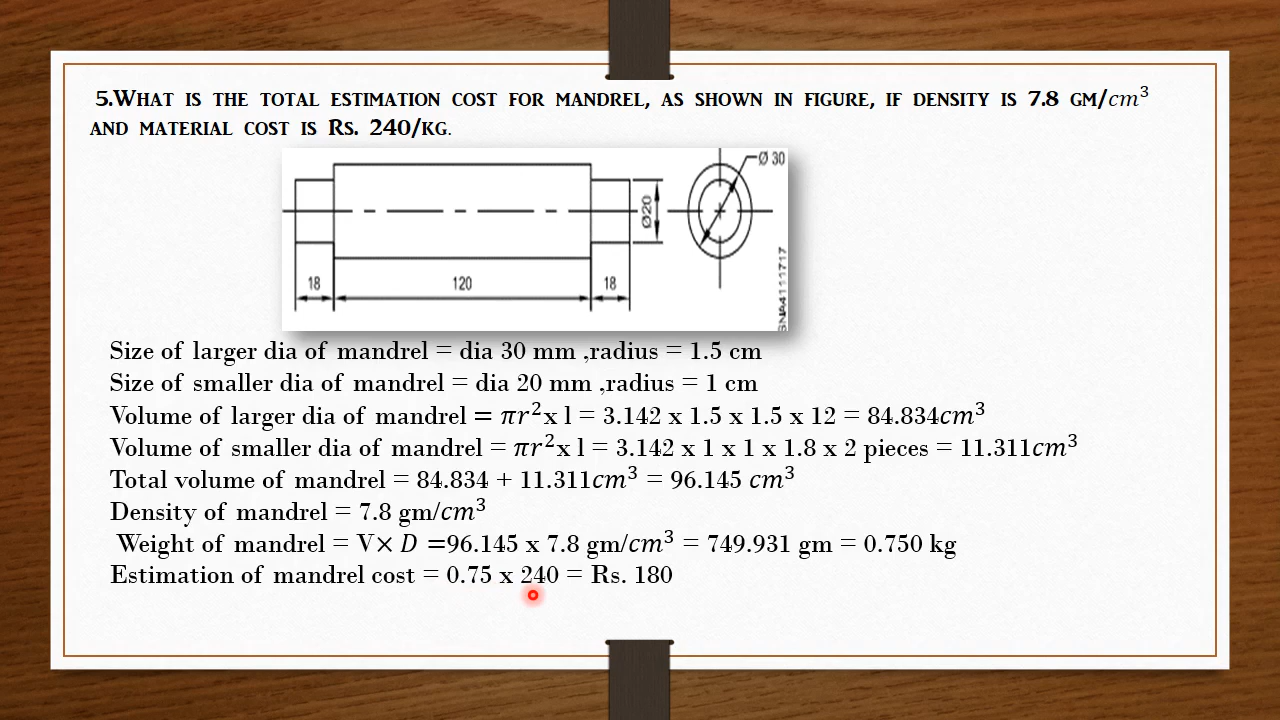 5.What is the total estimation cost for mandrel, as shown in figure, if density is 7.8 gm/cm³
and material cost is Rs. 240/kg.
Ø 30
Ø20
18
120
18
SNA4111717
Size of larger dia of mandrel = dia 30 mm ,radius = 1.5 cm
Size of smaller dia of mandrel = dia 20 mm ,radius = 1 cm
Volume of larger dia of mandrel = πr²x l = 3.142 x 1.5 x 1.5 x 12 = 84.834cm³
Volume of smaller dia of mandrel = πr²x l = 3.142 x 1 x 1 x 1.8 x 2 pieces = 11.311cm³
Total volume of mandrel = 84.834 + 11.311cm³ = 96.145 cm³
Density of mandrel = 7.8 gm/cm³
Weight of mandrel = V× D =96.145 x 7.8 gm/cm³ = 749.931 gm = 0.750 kg
Estimation of mandrel cost = 0.75 x 240 = Rs. 180